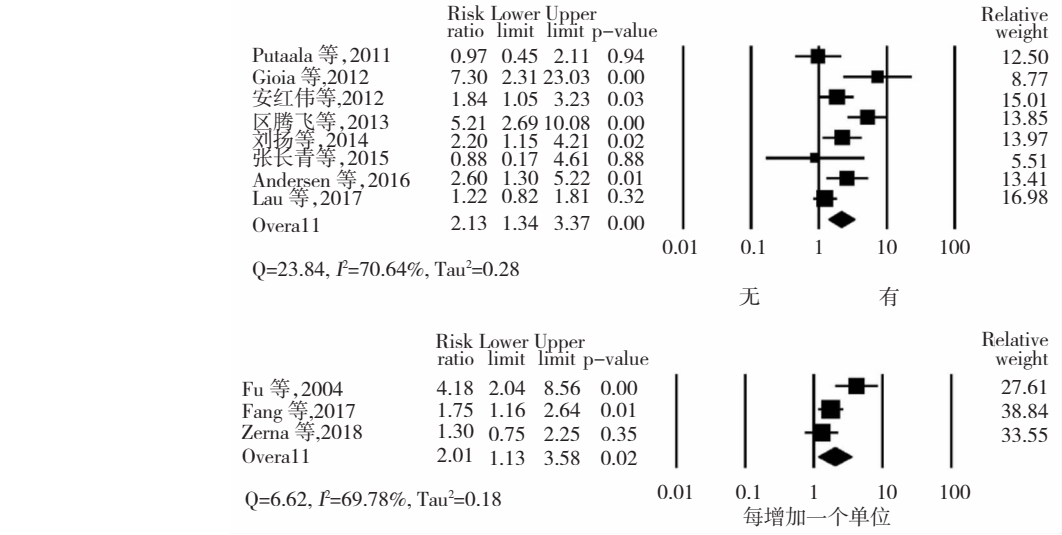 Risk Lower Upper Relative
ratio limit limit p-value weight
Putaala 等,2011 0.97 0.45 2.11 0.94 12.50
Gioia 等,2012 7.30 2.31 23.03 0.00 8.77
安红伟等,2012 1.84 1.05 3.23 0.03 15.01
区腾飞等,2013 5.21 2.69 10.08 0.00 13.85
刘扬等,2014 2.20 1.15 4.21 0.02 13.97
张长青等,2015 0.88 0.17 4.61 0.88 5.51
Andersen 等,2016 2.60 1.30 5.22 0.01 13.41
Lau 等,2017 1.22 0.82 1.81 0.32 16.98
Overa11 2.13 1.34 3.37 0.00
0.01 0.1 1 10 100
Q=23.84, I²=70.64%, Tau²=0.28
无 有
Risk Lower Upper Relative
ratio limit limit p-value weight
Fu 等,2004 4.18 2.04 8.56 0.00 27.61
Fang 等,2017 1.75 1.16 2.64 0.01 38.84
Zerna 等,2018 1.30 0.75 2.25 0.35 33.55
Overa11 2.01 1.13 3.58 0.02
0.01 0.1 1 10 100
Q=6.62, I²=69.78%, Tau²=0.18
每增加一个单位